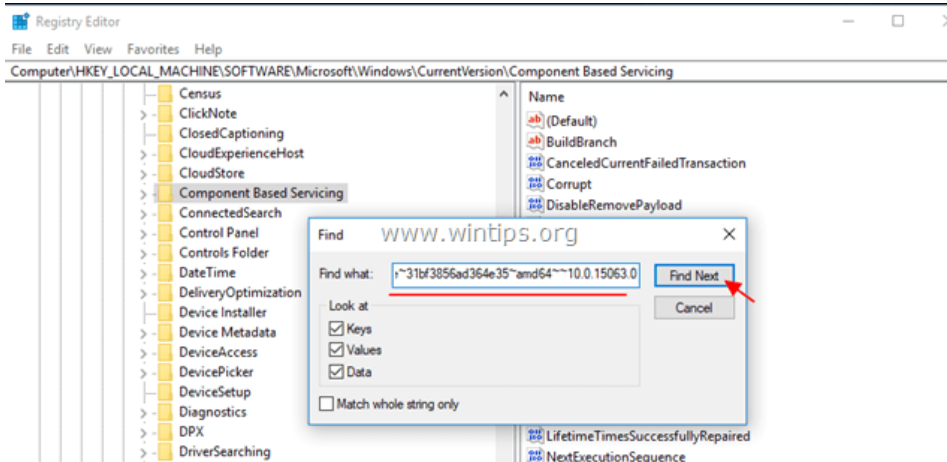 Registry Editor
File Edit View Favorites Help
Computer\HKEY_LOCAL_MACHINE\SOFTWARE\Microsoft\Windows\CurrentVersion\Component Based Servicing
Census
ClickNote
ClosedCaptioning
CloudExperienceHost
CloudStore
Component Based Servicing
ConnectedSearch
Control Panel
Controls Folder
DateTime
DeliveryOptimization
Device Installer
Device Metadata
DeviceAccess
DevicePicker
DeviceSetup
Diagnostics
DPX
DriverSearching
Name
(Default)
BuildBranch
CanceledCurrentFailedTransaction
Corrupt
DisableRemovePayload
Find
www.wintips.org
Find what: ~31bf3856ad364e35~amd64~~10.0.15063.0 Find Next
Look at Cancel
Keys
Values
Data
Match whole string only
LifetimeTimesSuccessfullyRepaired
NextExecutionSequence